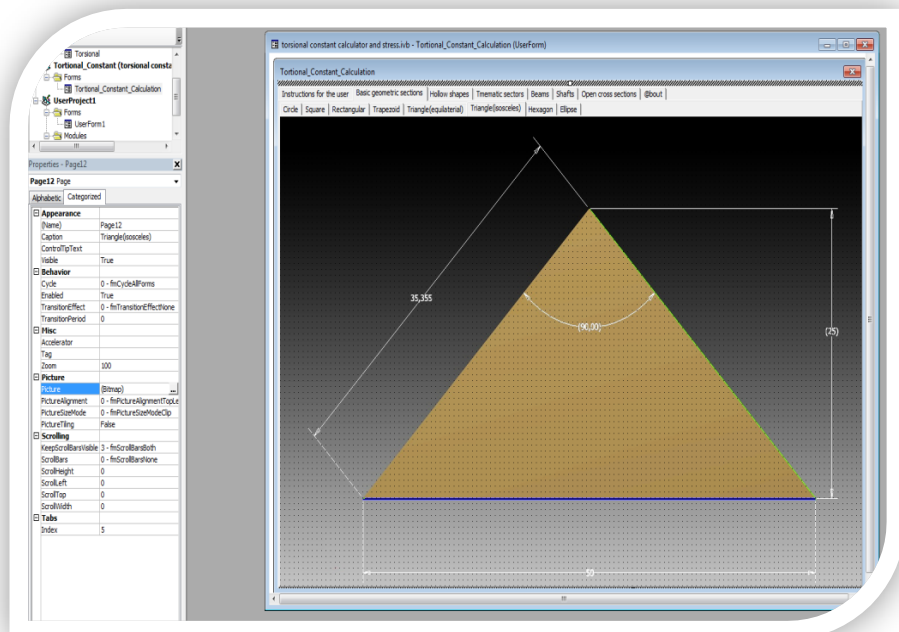 Torsional
Tortional_Constant (torsional consta
Forms
Tortional_Constant_Calculation
UserProject1
Forms
UserForm1
Modules
Properties - Page12
Page12 Page
Alphabetic Categorized
Appearance
(Name) Page12
Caption Triangle(isosceles)
ControlTipText
Visible True
Behavior
Cycle 0 - fmCycleAllForms
Enabled True
TransitionEffect 0 - fmTransitionEffectNone
TransitionPeriod 0
Misc
Accelerator
Tag
Zoom 100
Picture
Picture (Bitmap) ...
PictureAlignment 0 - fmPictureAlignmentTopLe
PictureSizeMode 0 - fmPictureSizeModeClip
PictureTiling False
Scrolling
KeepScrollBarsVisible 3 - fmScrollBarsBoth
ScrollBars 0 - fmScrollBarsNone
ScrollHeight 0
ScrollLeft 0
ScrollTop 0
ScrollWidth 0
Tabs
Index 5
torsional constant calculator and stress.ivb - Tortional_Constant_Calculation (UserForm)
Tortional_Constant_Calculation
Instructions for the user Basic geometric sections Hollow shapes Tmematic sectors Beams Shafts Open cross sections @bout
Circle Square Rectangular Trapezoid Triangle(equilaterial) Triangle(isosceles) Hexagon Ellipse
35,355
(90,00)
(25)
50